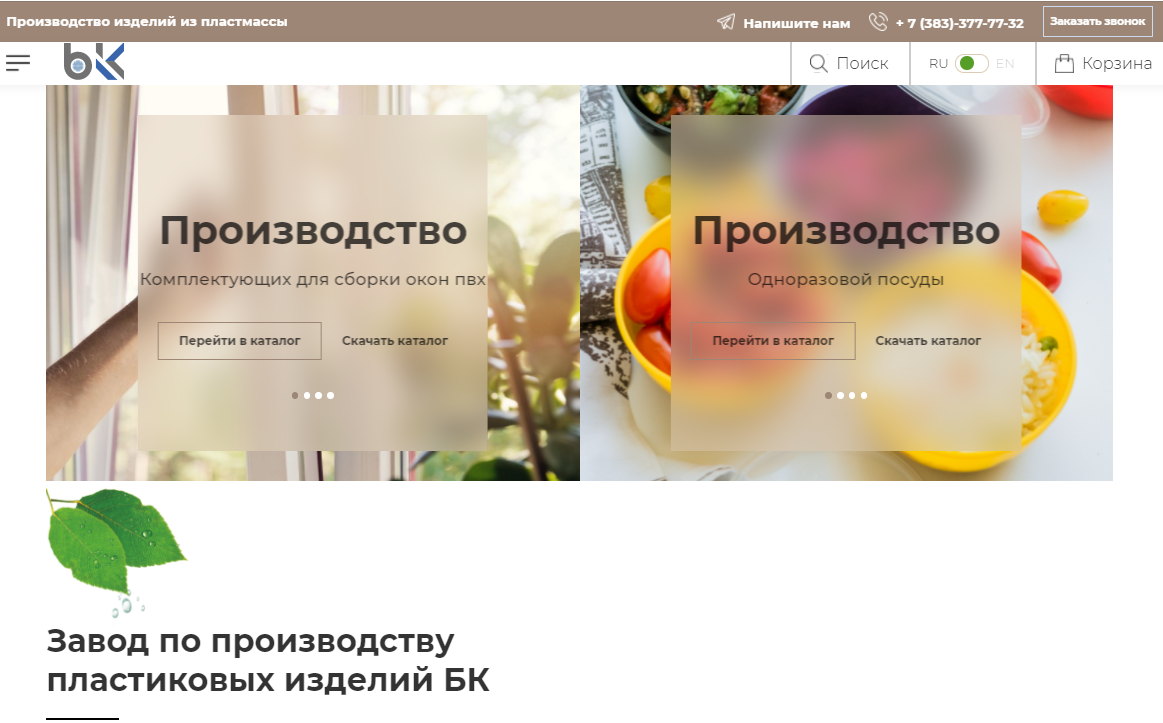 Производство изделий из пластмассы
Напишите нам
+ 7 (383)-377-77-32
Заказать звонок
бк
Поиск
RU
EN
Корзина
Производство
Комплектующих для сборки окон пвх
Перейти в каталог
Скачать каталог
Производство
Одноразовой посуды
Перейти в каталог
Скачать каталог
Завод по производству
пластиковых изделий БК